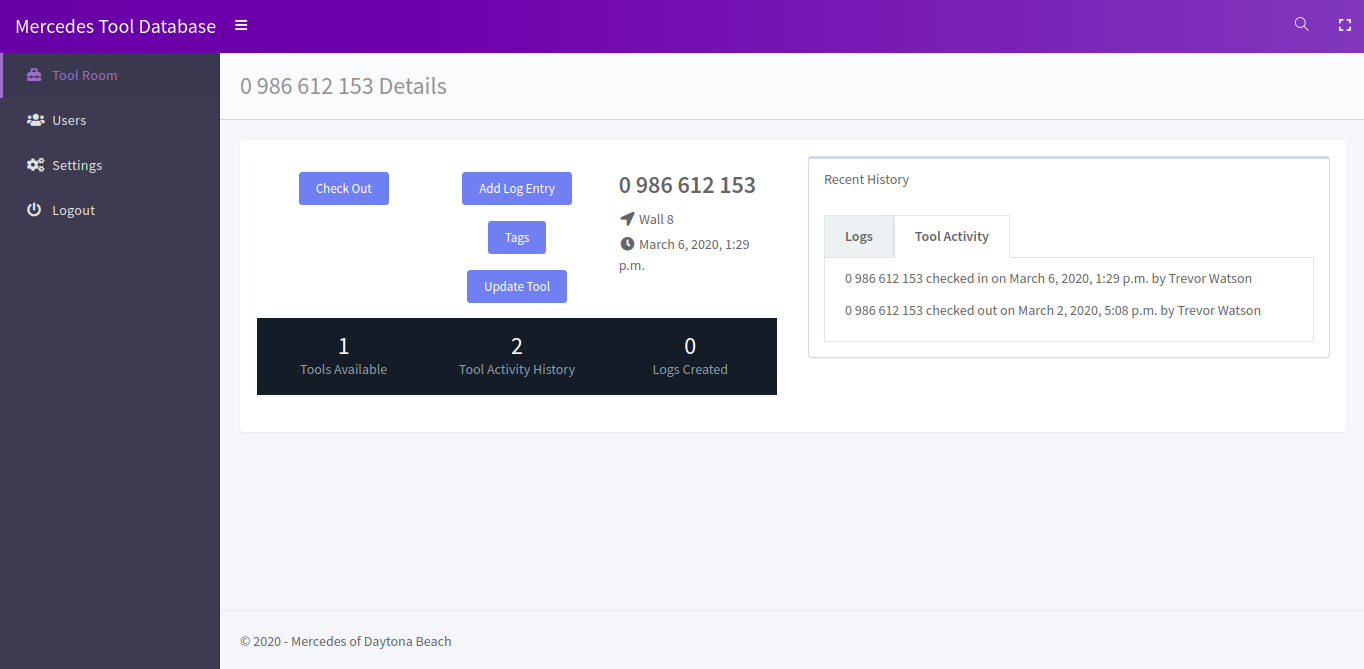 Mercedes Tool Database
Tool Room
Users
Settings
Logout
0 986 612 153 Details
Check Out
Add Log Entry
Tags
Update Tool
0 986 612 153
Wall 8
March 6, 2020, 1:29
p.m.
1
Tools Available
2
Tool Activity History
0
Logs Created
Recent History
Logs
Tool Activity
0 986 612 153 checked in on March 6, 2020, 1:29 p.m. by Trevor Watson
0 986 612 153 checked out on March 2, 2020, 5:08 p.m. by Trevor Watson
© 2020 - Mercedes of Daytona Beach